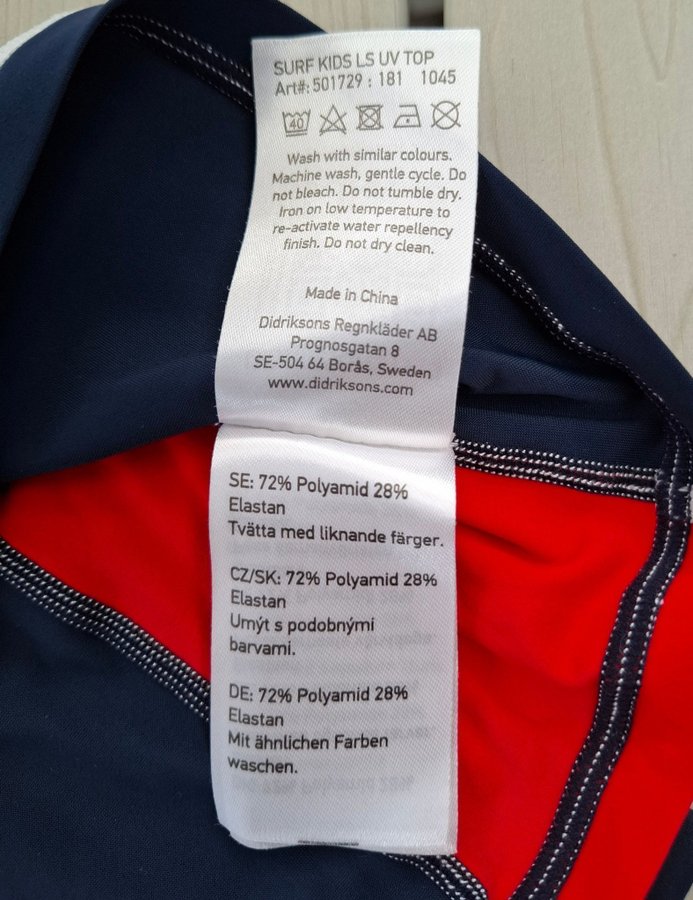 SURF KIDS LS UV TOP
Art#: 501729 : 181 1045
40
Wash with similar colours.
Machine wash, gentle cycle. Do
not bleach. Do not tumble dry.
Iron on low temperature to
re-activate water repellency
finish. Do not dry clean.
Made in China
Didriksons Regnkläder AB
Prognosgatan 8
SE-504 64 Borås, Sweden
www.didriksons.com
SE: 72% Polyamid 28%
Elastan
Tvätta med liknande färger.
CZ/SK: 72% Polyamid 28%
Elastan
Umýt s podobnými
barvami.
DE: 72% Polyamid 28%
Elastan
Mit ähnlichen Farben
waschen.